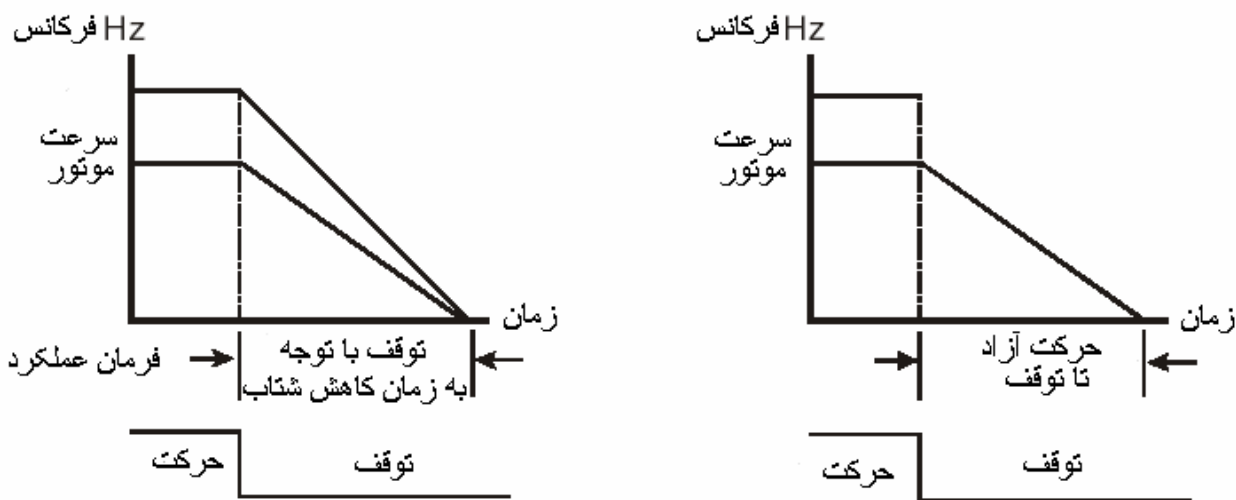 فرکانس Hz
سرعت
موتور
زمان
فرمان عملکرد
توقف با توجه
به زمان کاهش شتاب
حرکت
توقف
فرکانس Hz
سرعت
موتور
زمان
حرکت آزاد
تا توقف
حرکت
توقف